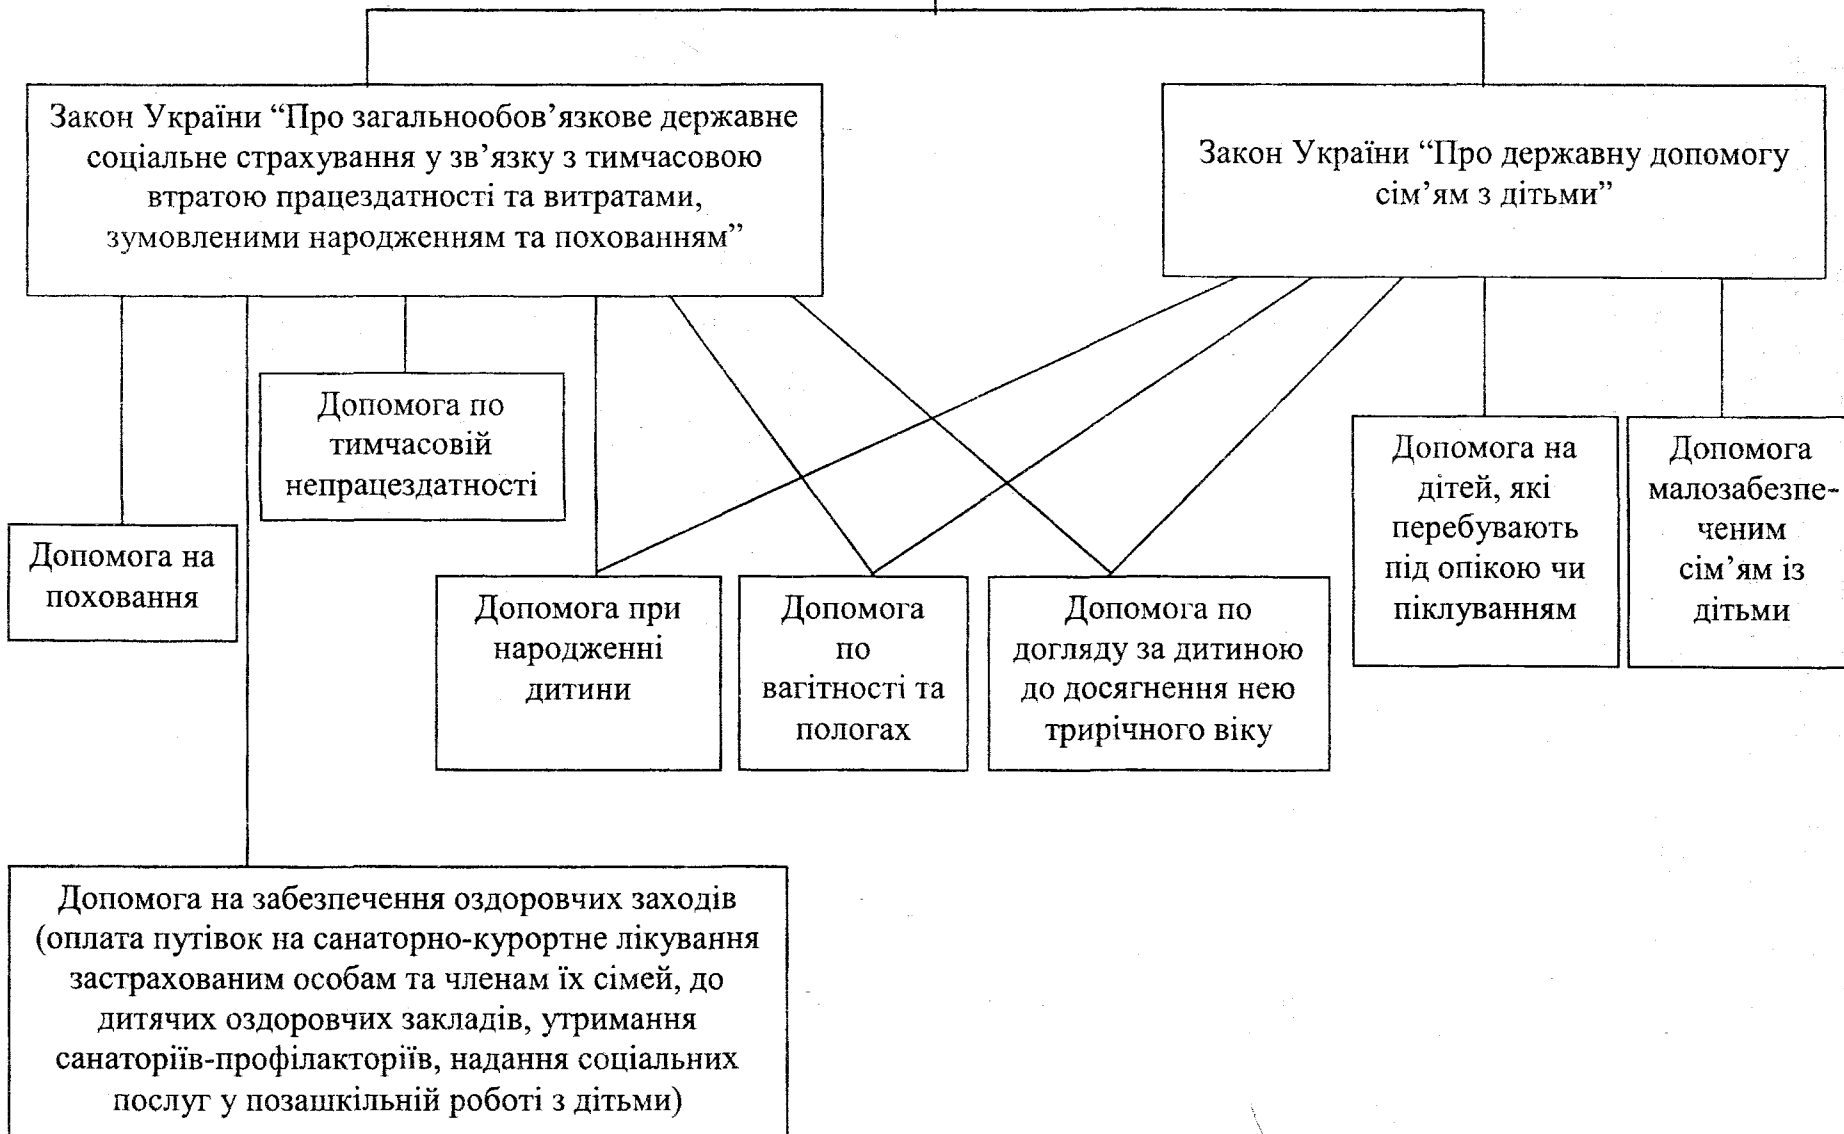 Закон України “Про загальнообов’язкове державне
соціальне страхування у зв’язку з тимчасовою
втратою працездатності та витратами,
зумовленими народженням та похованням”
Закон України “Про державну допомогу
сім’ям з дітьми”
Допомога по
тимчасовій
непрацездатності
Допомога на
дітей, які
перебувають
під опікою чи
піклуванням
Допомога
малозабезпе-
ченим
сім’ям із
дітьми
Допомога на
поховання
Допомога при
народженні
дитини
Допомога
по
вагітності та
пологах
Допомога по
догляду за дитиною
до досягнення нею
трирічного віку
Допомога на забезпечення оздоровчих заходів
(оплата путівок на санаторно-курортне лікування
застрахованим особам та членам їх сімей, до
дитячих оздоровчих закладів, утримання
санаторіїв-профілакторіїв, надання соціальних
послуг у позашкільній роботі з дітьми)